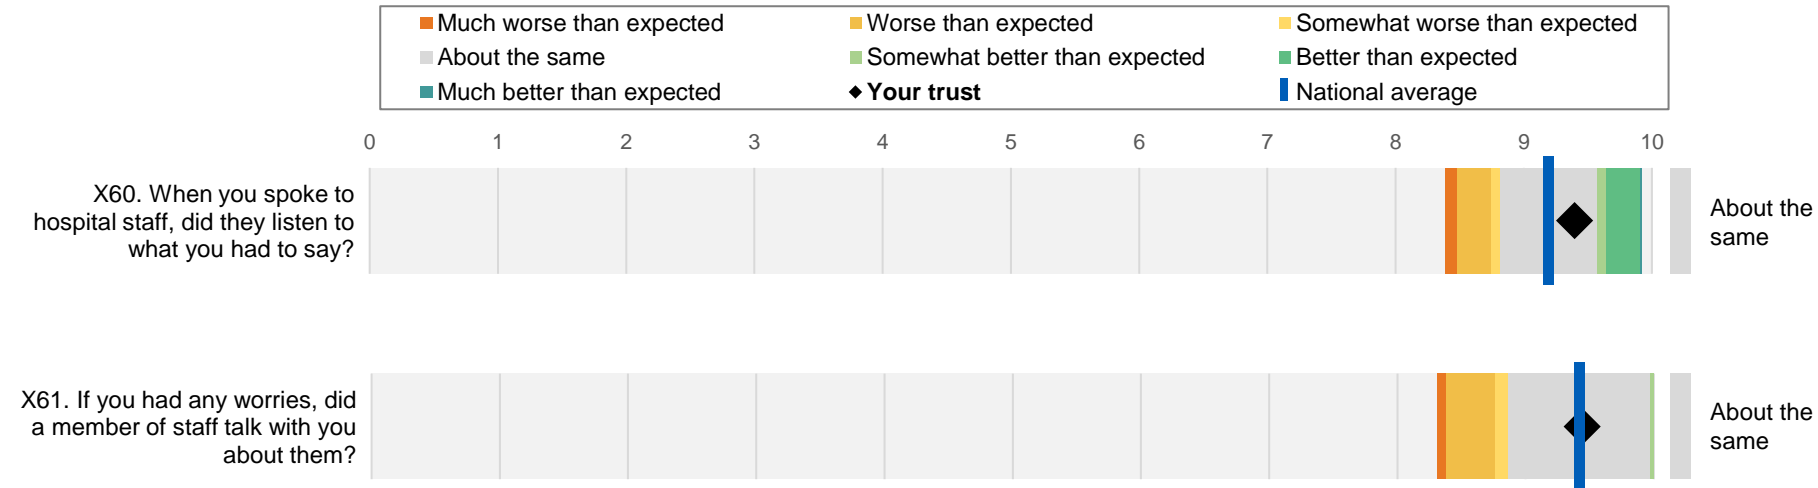 Much worse than expected
Worse than expected
Somewhat worse than expected
About the same
Somewhat better than expected
Better than expected
Much better than expected
Your trust
National average
0 1 2 3 4 5 6 7 8 9 10
X60. When you spoke to
hospital staff, did they listen to
what you had to say?
About the
same
X61. If you had any worries, did
a member of staff talk with you
about them?
About the
same